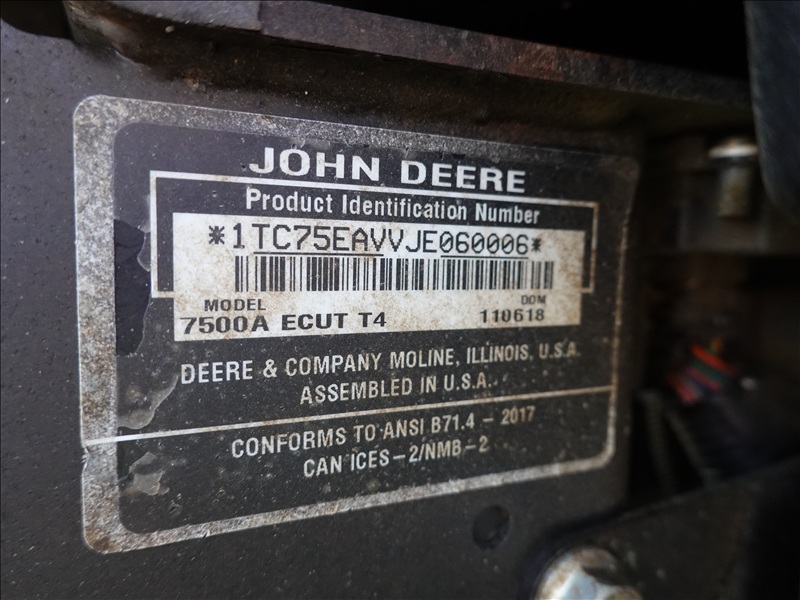 JOHN DEERE
Product Identification Number
*1TC75EAVVJE060006*
MODEL DOM
7500A ECUT T4 110618
DEERE & COMPANY MOLINE, ILLINOIS, U.S.A.
ASSEMBLED IN U.S.A.
CONFORMS TO ANSI B71.4 - 2017
CAN ICES-2/NMB-2